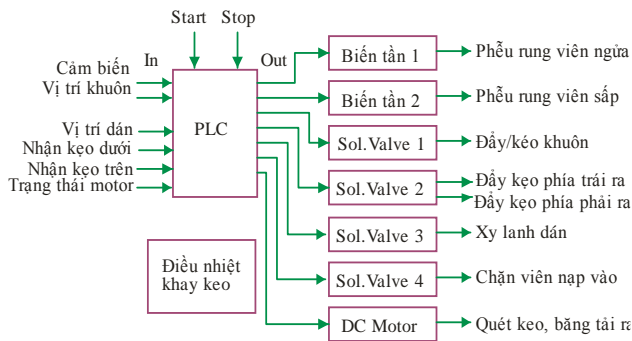 Start Stop
In
Out
Cảm biến
Vị trí khuôn
Vị trí dán
Nhận kẹo dưới
Nhận kẹo trên
Trạng thái motor
PLC
Điều nhiệt
khay keo
Biến tần 1
Phễu rung viên ngửa
Biến tần 2
Phễu rung viên sấp
Sol.Valve 1
Đẩy/kéo khuôn
Sol.Valve 2
Đẩy kẹo phía trái ra
Đẩy kẹo phía phải ra
Sol.Valve 3
Xy lanh dán
Sol.Valve 4
Chặn viên nạp vào
DC Motor
Quét keo, băng tải ra